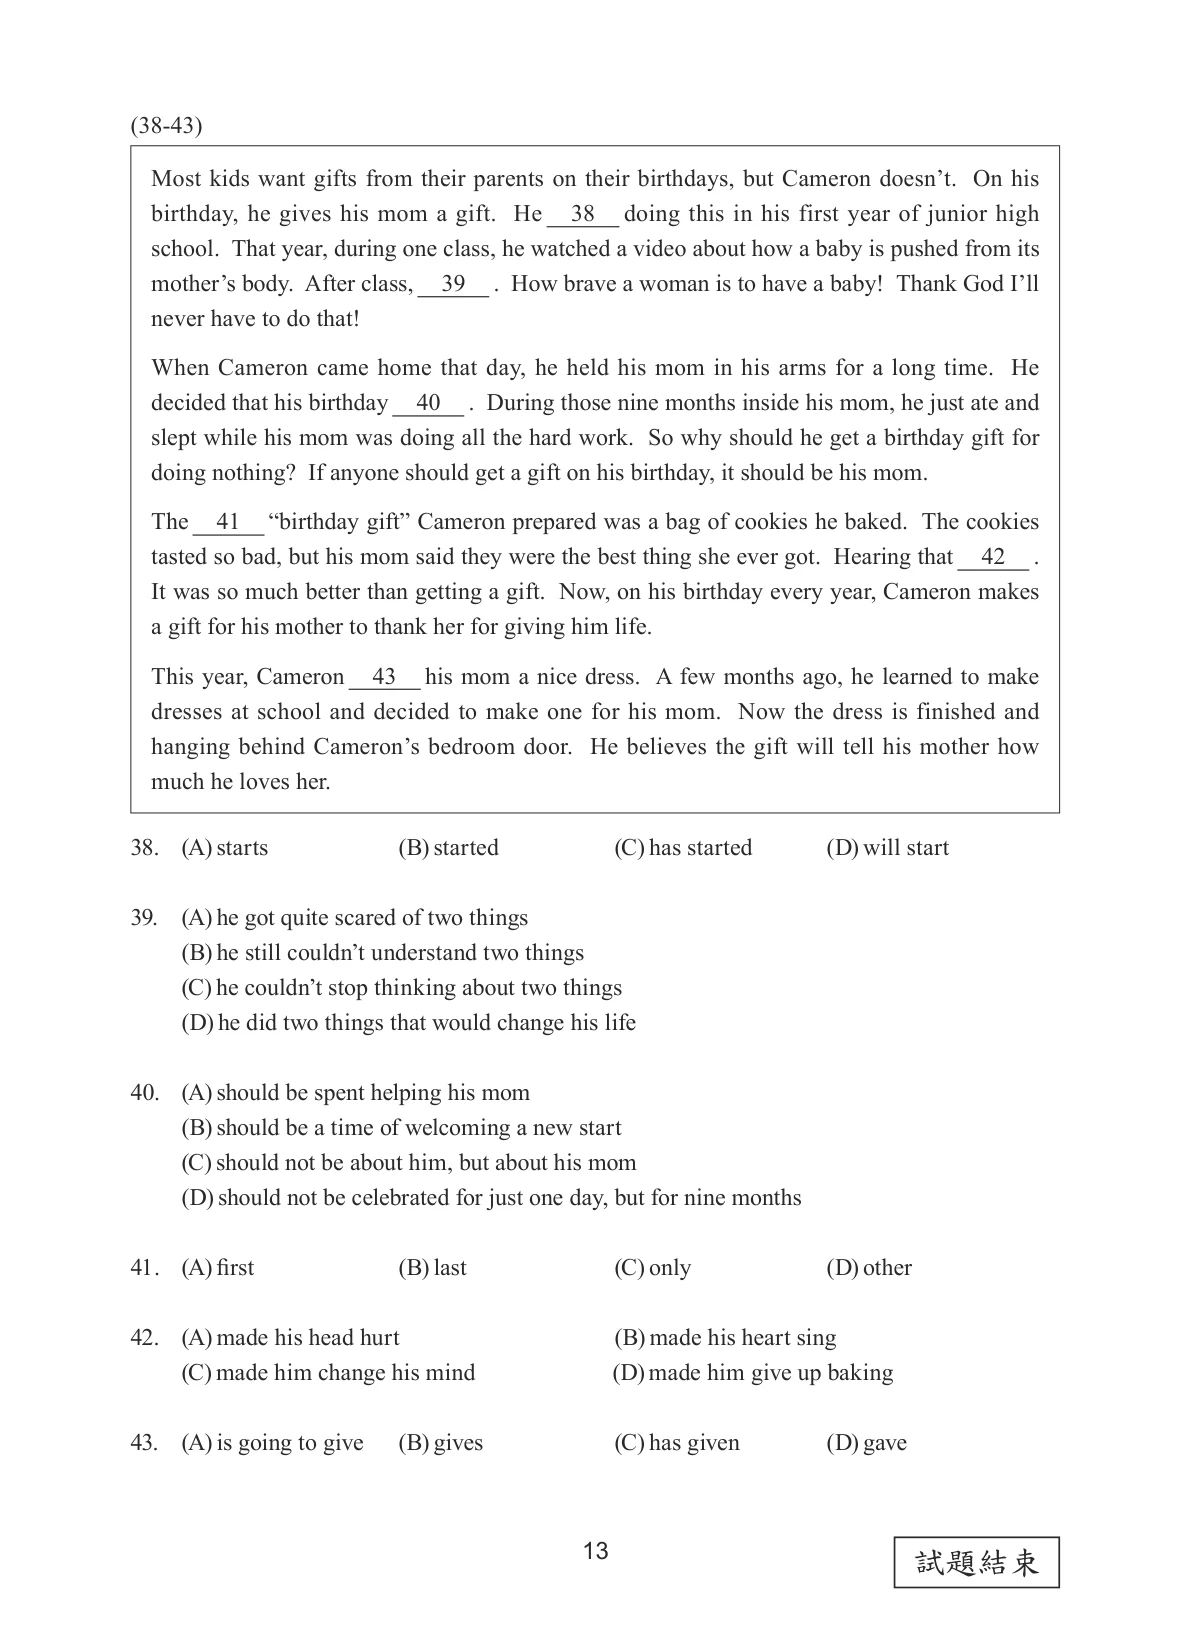 (38-43)
Most kids want gifts from their parents on their birthdays, but Cameron doesn’t. On his
birthday, he gives his mom a gift. He 38 doing this in his first year of junior high
school. That year, during one class, he watched a video about how a baby is pushed from its
mother’s body. After class, 39 . How brave a woman is to have a baby! Thank God I’ll
never have to do that!
When Cameron came home that day, he held his mom in his arms for a long time. He
decided that his birthday 40 . During those nine months inside his mom, he just ate and
slept while his mom was doing all the hard work. So why should he get a birthday gift for
doing nothing? If anyone should get a gift on his birthday, it should be his mom.
The 41 “birthday gift” Cameron prepared was a bag of cookies he baked. The cookies
tasted so bad, but his mom said they were the best thing she ever got. Hearing that 42 .
It was so much better than getting a gift. Now, on his birthday every year, Cameron makes
a gift for his mother to thank her for giving him life.
This year, Cameron 43 his mom a nice dress. A few months ago, he learned to make
dresses at school and decided to make one for his mom. Now the dress is finished and
hanging behind Cameron’s bedroom door. He believes the gift will tell his mother how
much he loves her.
38. (A) starts (B) started (C) has started (D) will start
39. (A) he got quite scared of two things
(B) he still couldn’t understand two things
(C) he couldn’t stop thinking about two things
(D) he did two things that would change his life
40. (A) should be spent helping his mom
(B) should be a time of welcoming a new start
(C) should not be about him, but about his mom
(D) should not be celebrated for just one day, but for nine months
41. (A) first (B) last (C) only (D) other
42. (A) made his head hurt (B) made his heart sing
(C) made him change his mind (D) made him give up baking
43. (A) is going to give (B) gives (C) has given (D) gave
13
試題結束